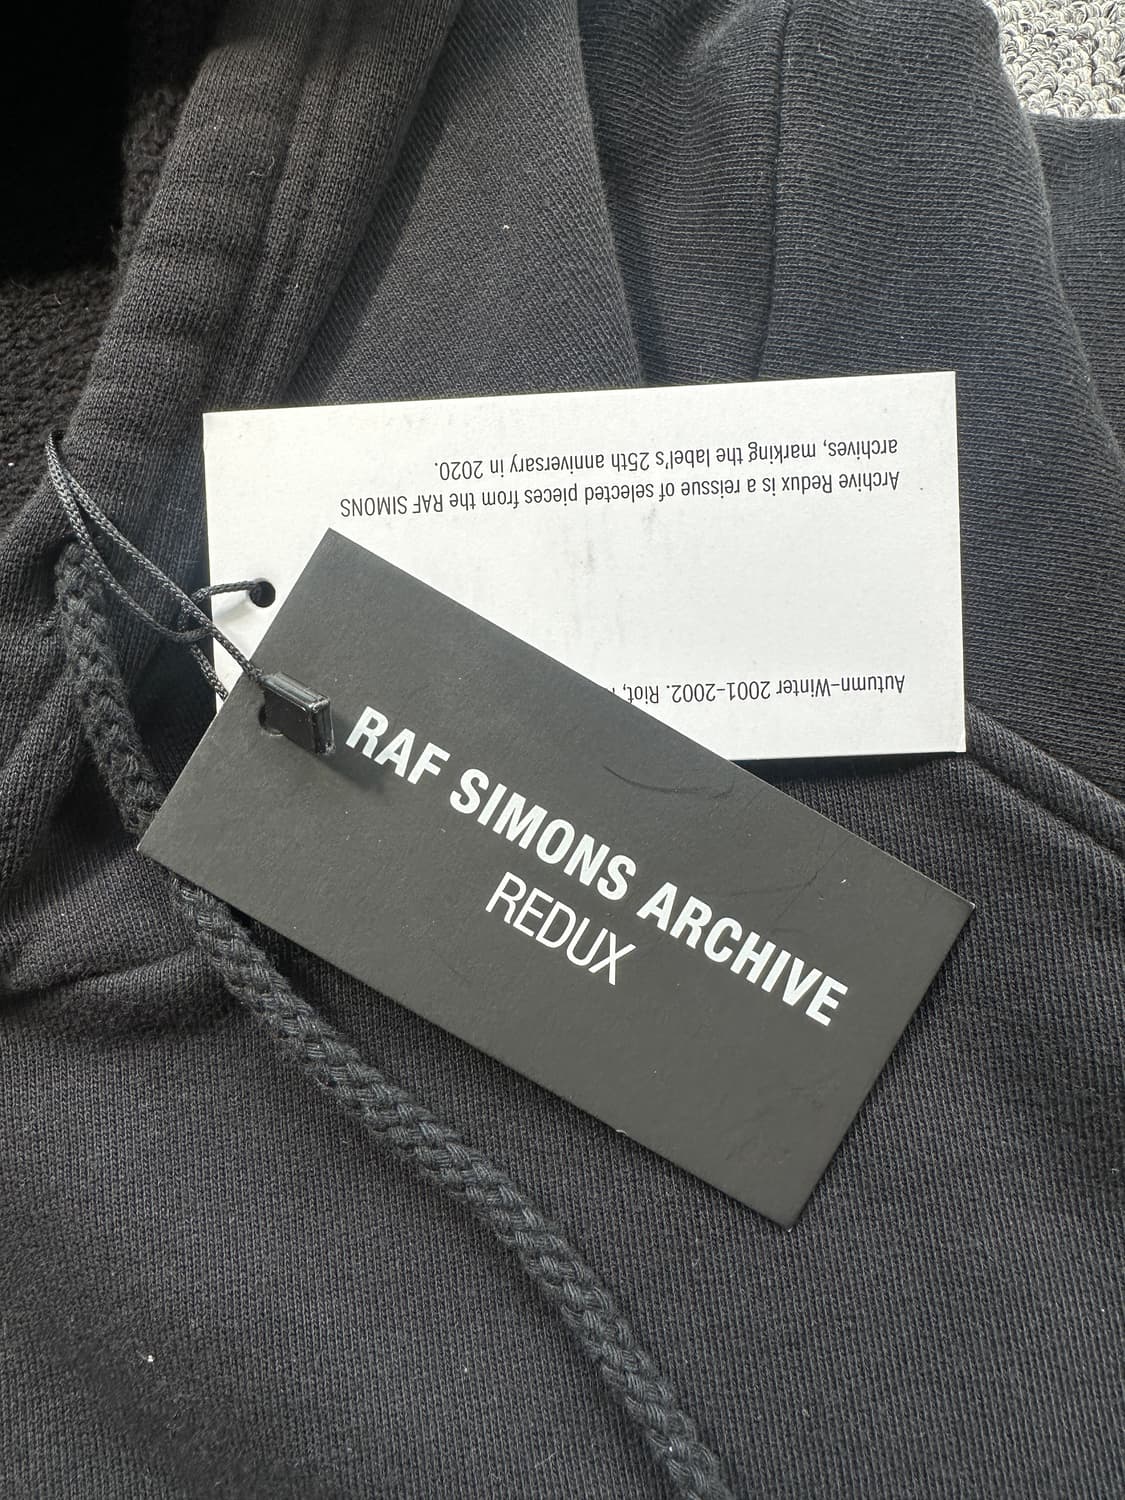 RAF SIMONS ARCHIVE
REDUX
Autumn–Winter 2001–2002. Riot,
Archive Redux is a reissue of selected pieces from the RAF SIMONS
archives, marking the label's 25th anniversary in 2020.